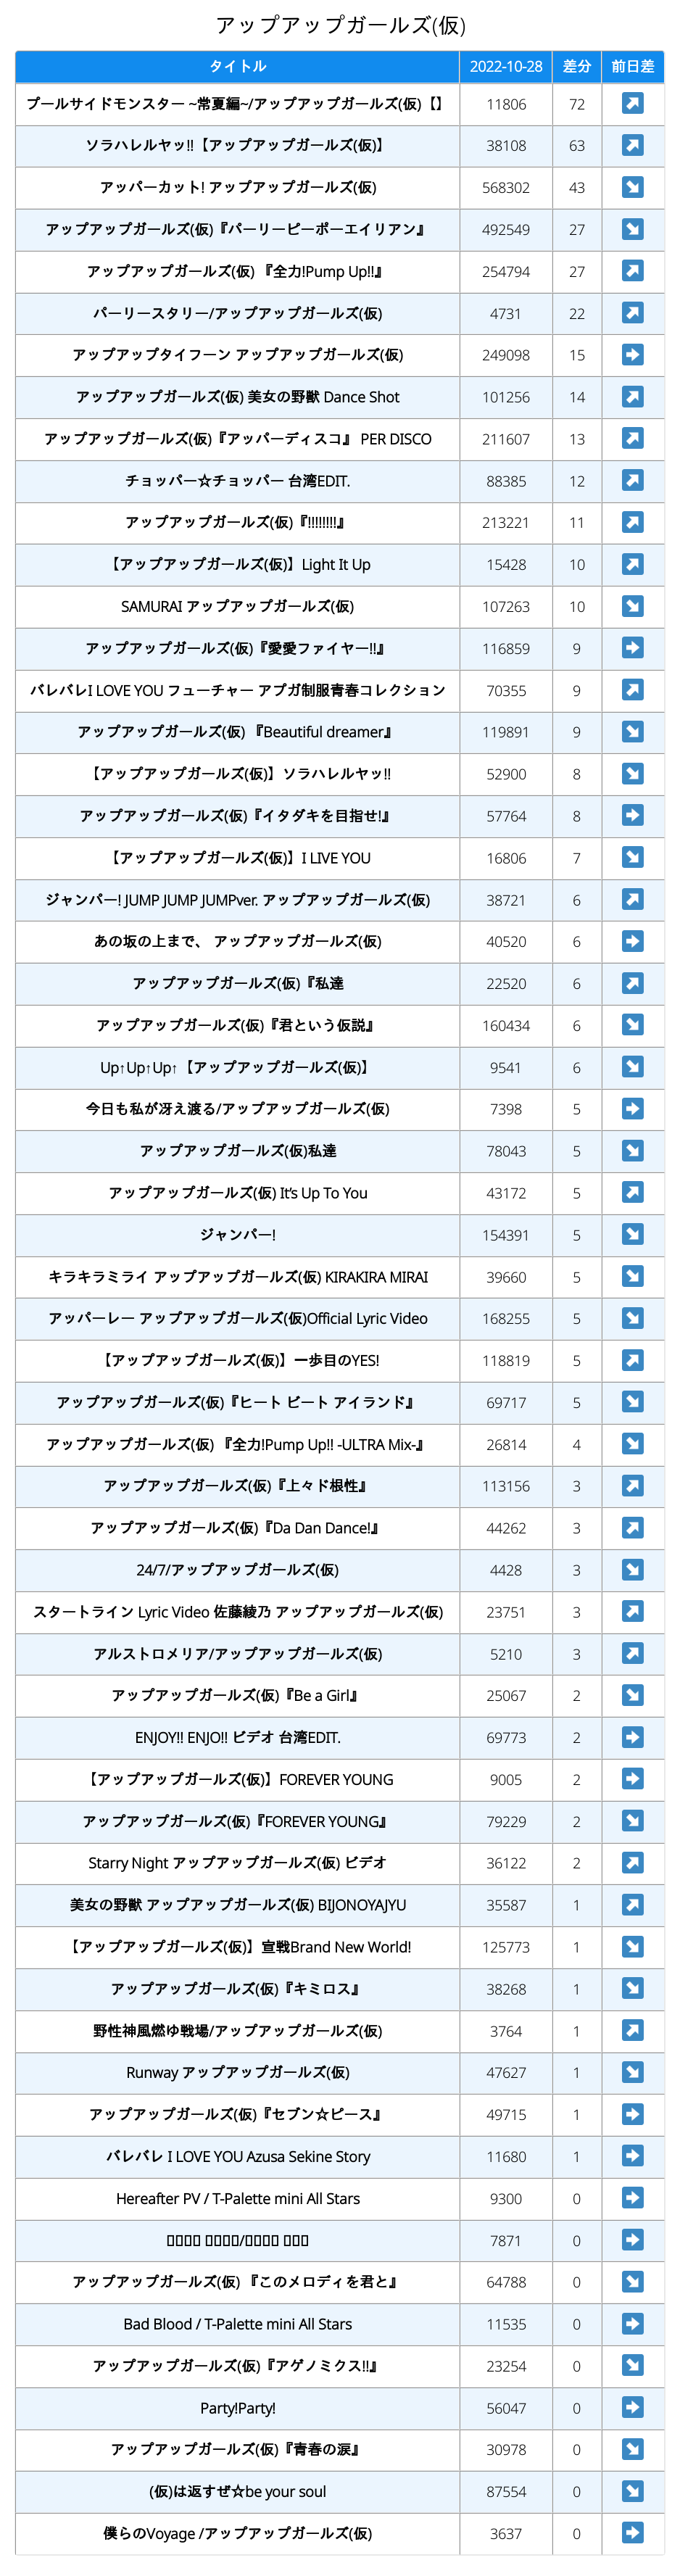 アップアップガールズ(仮)
タイトル 2022-10-28 差分 前日差
プールサイドモンスター ~常夏編~/アップアップガールズ(仮)【】 11806 72
ソラハレルヤッ!!【アップアップガールズ(仮)】 38108 63
アッパーカット! アップアップガールズ(仮) 568302 43
アップアップガールズ(仮)『パーリーピーポーエイリアン』 492549 27
アップアップガールズ(仮) 『全力!Pump Up!!』 254794 27
パーリースタリー/アップアップガールズ(仮) 4731 22
アップアップタイフーン アップアップガールズ(仮) 249098 15
アップアップガールズ(仮) 美女の野獣 Dance Shot 101256 14
アップアップガールズ(仮)『アッパーディスコ』 PER DISCO 211607 13
チョッパー☆チョッパー 台湾EDIT. 88385 12
アップアップガールズ(仮)『!!!!!!!!』 213221 11
【アップアップガールズ(仮)】Light It Up 15428 10
SAMURAI アップアップガールズ(仮) 107263 10
アップアップガールズ(仮)『愛愛ファイヤー!!』 116859 9
バレバレI LOVE YOU フューチャー アプガ制服青春コレクション 70355 9
アップアップガールズ(仮) 『Beautiful dreamer』 119891 9
【アップアップガールズ(仮)】ソラハレルヤッ!! 52900 8
アップアップガールズ(仮)『イタダキを目指せ!』 57764 8
【アップアップガールズ(仮)】I LIVE YOU 16806 7
ジャンパー! JUMP JUMP JUMPver. アップアップガールズ(仮) 38721 6
あの坂の上まで、 アップアップガールズ(仮) 40520 6
アップアップガールズ(仮)『私達 22520 6
アップアップガールズ(仮)『君という仮説』 160434 6
Up↑Up↑Up↑【アップアップガールズ(仮)】 9541 6
今日も私が冴え渡る/アップアップガールズ(仮) 7398 5
アップアップガールズ(仮)私達 78043 5
アップアップガールズ(仮) It's Up To You 43172 5
ジャンパー! 154391 5
キラキラミライ アップアップガールズ(仮) KIRAKIRA MIRAI 39660 5
アッパーレー アップアップガールズ(仮)Official Lyric Video 168255 5
【アップアップガールズ(仮)】一歩目のYES! 118819 5
アップアップガールズ(仮)『ヒート ビート アイランド』 69717 5
アップアップガールズ(仮) 『全力!Pump Up!! -ULTRA Mix-』 26814 4
アップアップガールズ(仮)『上々ド根性』 113156 3
アップアップガールズ(仮)『Da Dan Dance!』 44262 3
24/7/アップアップガールズ(仮) 4428 3
スタートライン Lyric Video 佐藤綾乃 アップアップガールズ(仮) 23751 3
アルストロメリア/アップアップガールズ(仮) 5210 3
アップアップガールズ(仮)『Be a Girl』 25067 2
ENJOY!! ENJO!! ビデオ 台湾EDIT. 69773 2
【アップアップガールズ(仮)】FOREVER YOUNG 9005 2
アップアップガールズ(仮)『FOREVER YOUNG』 79229 2
Starry Night アップアップガールズ(仮) ビデオ 36122 2
美女の野獣 アップアップガールズ(仮) BIJONOYAJYU 35587 1
【アップアップガールズ(仮)】宣戦Brand New World! 125773 1
アップアップガールズ(仮)『キミロス』 38268 1
野性神風燃ゆ戦場/アップアップガールズ(仮) 3764 1
Runway アップアップガールズ(仮) 47627 1
アップアップガールズ(仮)『セブン☆ピース』 49715 1
バレバレ I LOVE YOU Azusa Sekine Story 11680 1
Hereafter PV / T-Palette mini All Stars 9300 0
7871 0
アップアップガールズ(仮) 『このメロディを君と』 64788 0
Bad Blood / T-Palette mini All Stars 11535 0
アップアップガールズ(仮)『アゲノミクス!!』 23254 0
Party!Party! 56047 0
アップアップガールズ(仮)『青春の涙』 30978 0
(仮)は返すぜ☆be your soul 87554 0
僕らのVoyage /アップアップガールズ(仮) 3637 0